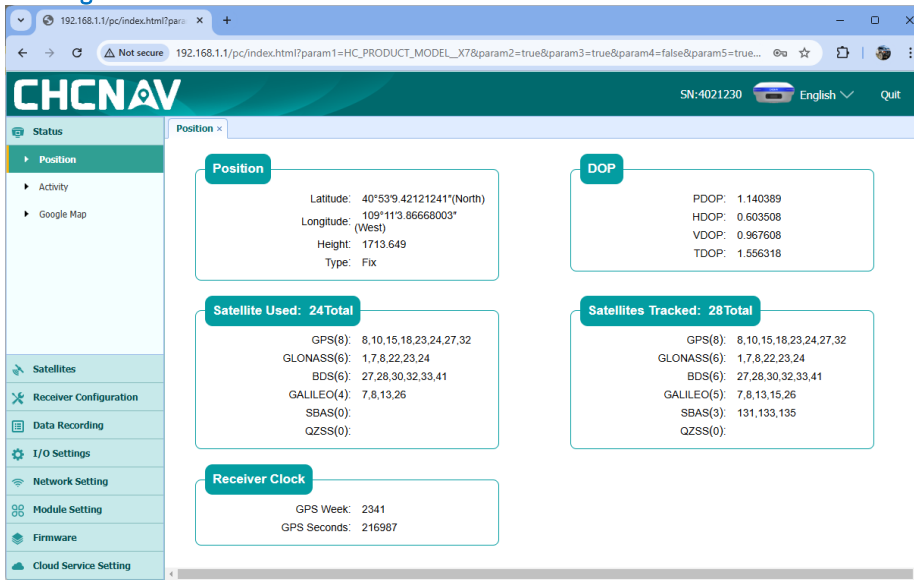 192.168.1.1/pc/index.html?para
Not secure 192.168.1.1/pc/index.html?param1=HC_PRODUCT_MODEL__X7&param2=true&param3=true&param4=false&param5=true...
CHCNAV
SN:4021230 English Quit
Status
Position
Activity
Google Map
Satellites
Receiver Configuration
Data Recording
I/O Settings
Network Setting
Module Setting
Firmware
Cloud Service Setting
Position ×
Position
Latitude: 40°53'9.42121241"(North)
Longitude: 109°11'3.86668003"
(West)
Height: 1713.649
Type: Fix
DOP
PDOP: 1.140389
HDOP: 0.603508
VDOP: 0.967608
TDOP: 1.556318
Satellite Used: 24Total
GPS(8): 8,10,15,18,23,24,27,32
GLONASS(6): 1,7,8,22,23,24
BDS(6): 27,28,30,32,33,41
GALILEO(4): 7,8,13,26
SBAS(0):
QZSS(0):
Satellites Tracked: 28Total
GPS(8): 8,10,15,18,23,24,27,32
GLONASS(6): 1,7,8,22,23,24
BDS(6): 27,28,30,32,33,41
GALILEO(5): 7,8,13,15,26
SBAS(3): 131,133,135
QZSS(0):
Receiver Clock
GPS Week: 2341
GPS Seconds: 216987